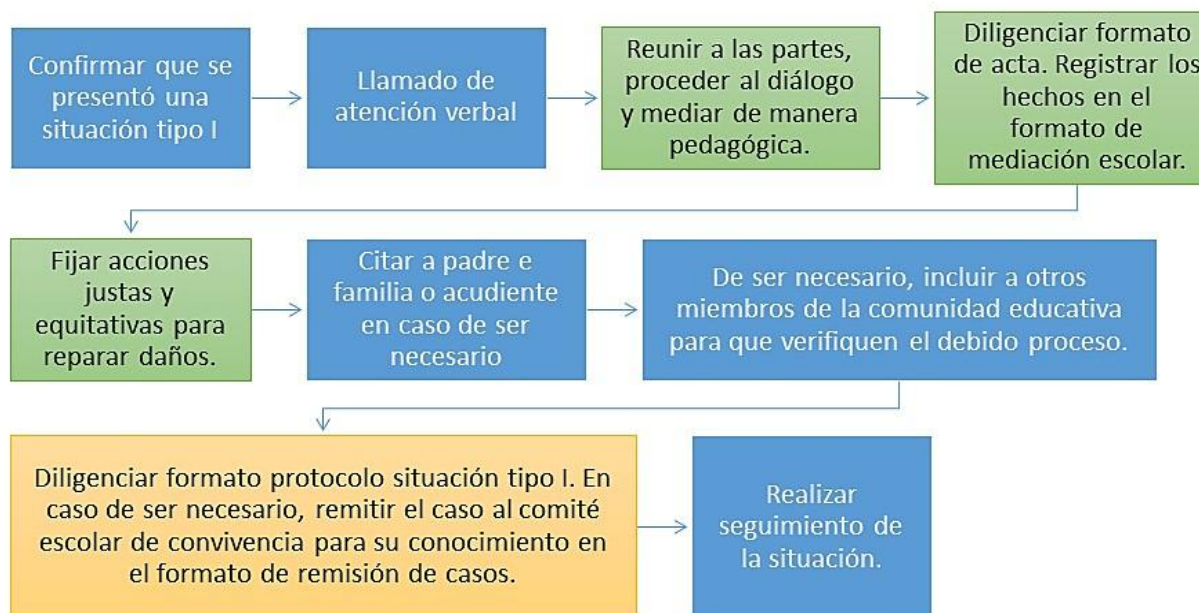 Confirmar que se
presentó una
situación tipo I
Llamado de
atención verbal
Reunir a las partes,
proceder al diálogo
y mediar de manera
pedagógica.
Diligenciar formato
de acta. Registrar los
hechos en el
formato de
mediación escolar.
Fijar acciones
justas y
equitativas para
reparar daños.
Citar a padre e
familia o acudiente
en caso de ser
necesario
De ser necesario, incluir a otros
miembros de la comunidad educativa
para que verifiquen el debido proceso.
Diligenciar formato protocolo situación tipo I. En
caso de ser necesario, remitir el caso al comité
escolar de convivencia para su conocimiento en
el formato de remisión de casos.
Realizar
seguimiento de
la situación.